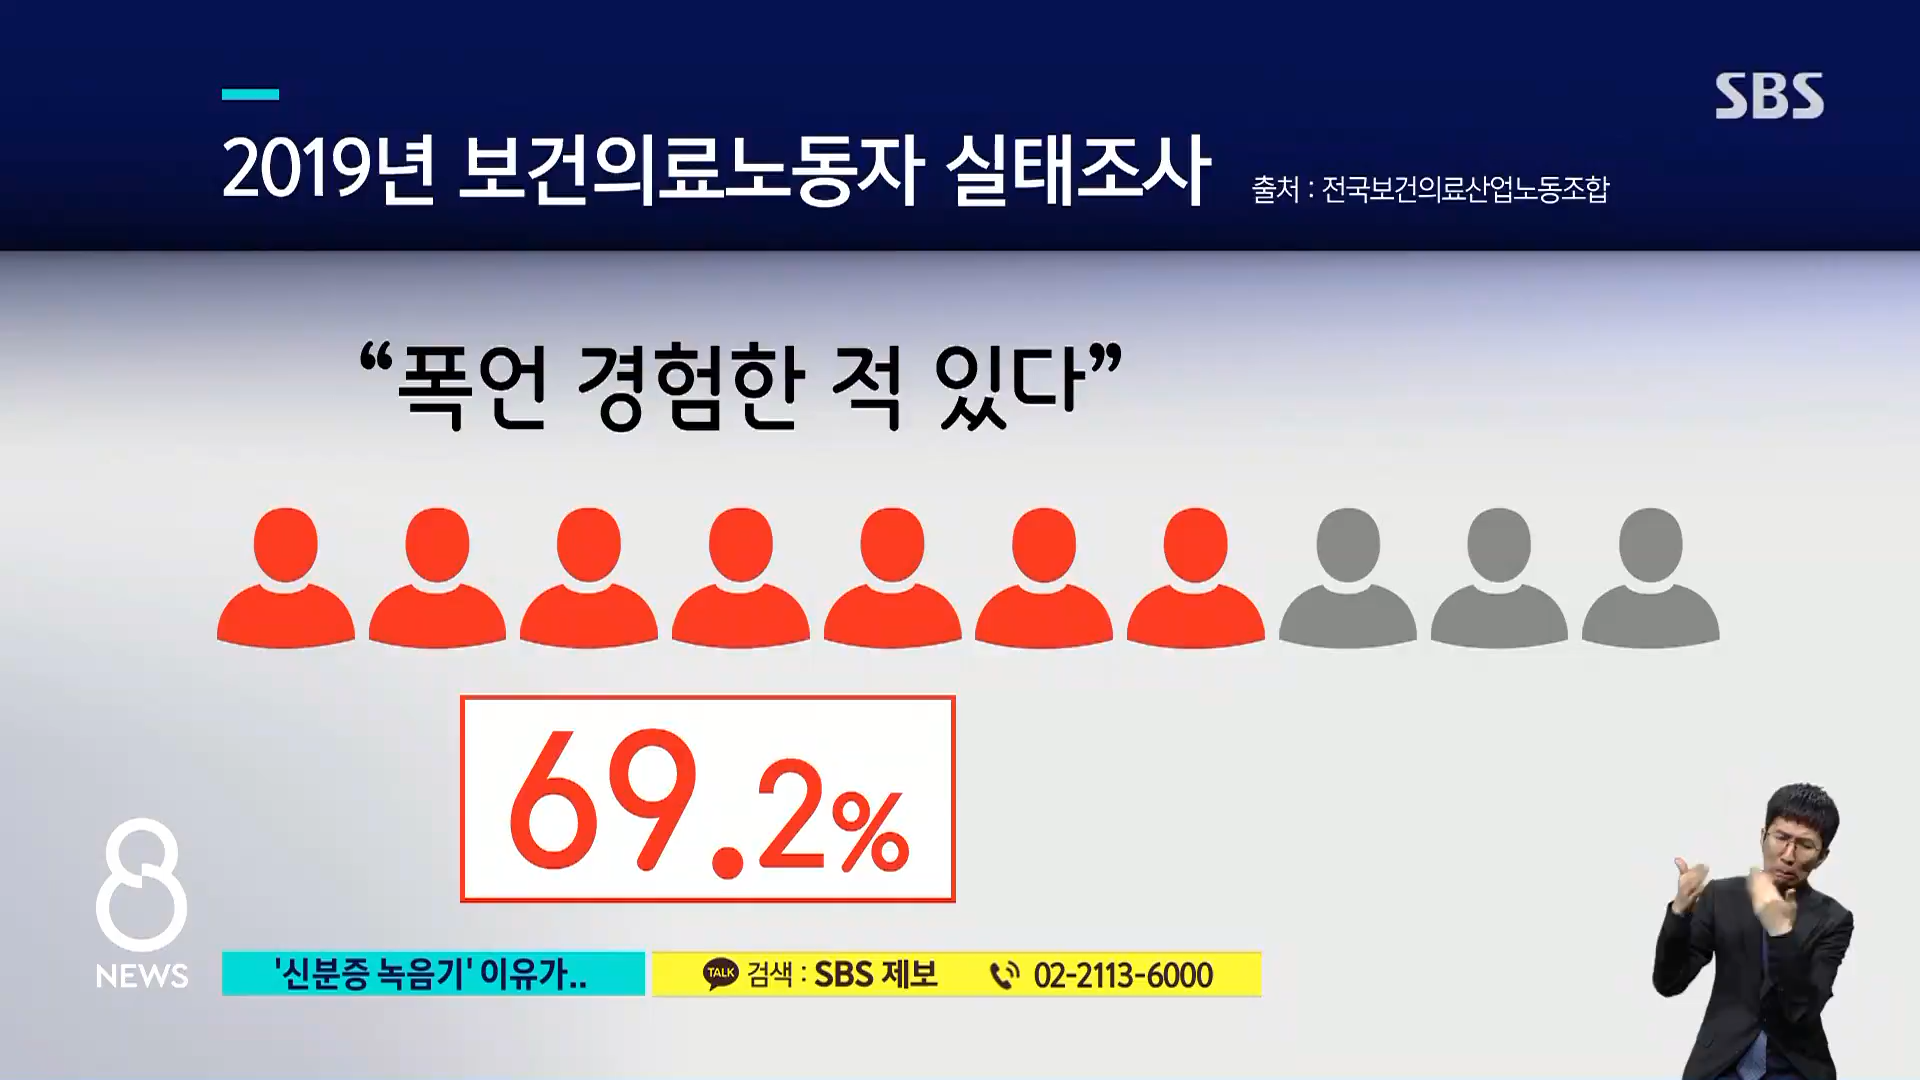 SBS
2019년 보건의료노동자 실태조사 출처 : 전국보건의료산업노동조합
“폭언 경험한 적 있다”
69.2%
8
NEWS
'신분증 녹음기' 이유가.. TALK 검색 : SBS 제보 02-2113-6000